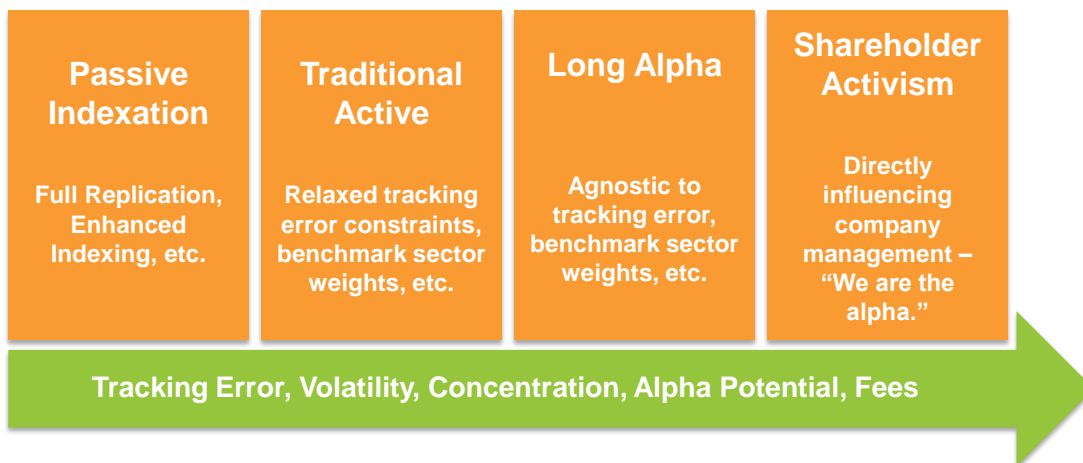 Passive
Indexation
Full Replication,
Enhanced
Indexing, etc.
Traditional
Active
Relaxed tracking
error constraints,
benchmark sector
weights, etc.
Long Alpha
Agnostic to
tracking error,
benchmark sector
weights, etc.
Shareholder
Activism
Directly
influencing
company
management –
“We are the
alpha.”
Tracking Error, Volatility, Concentration, Alpha Potential, Fees